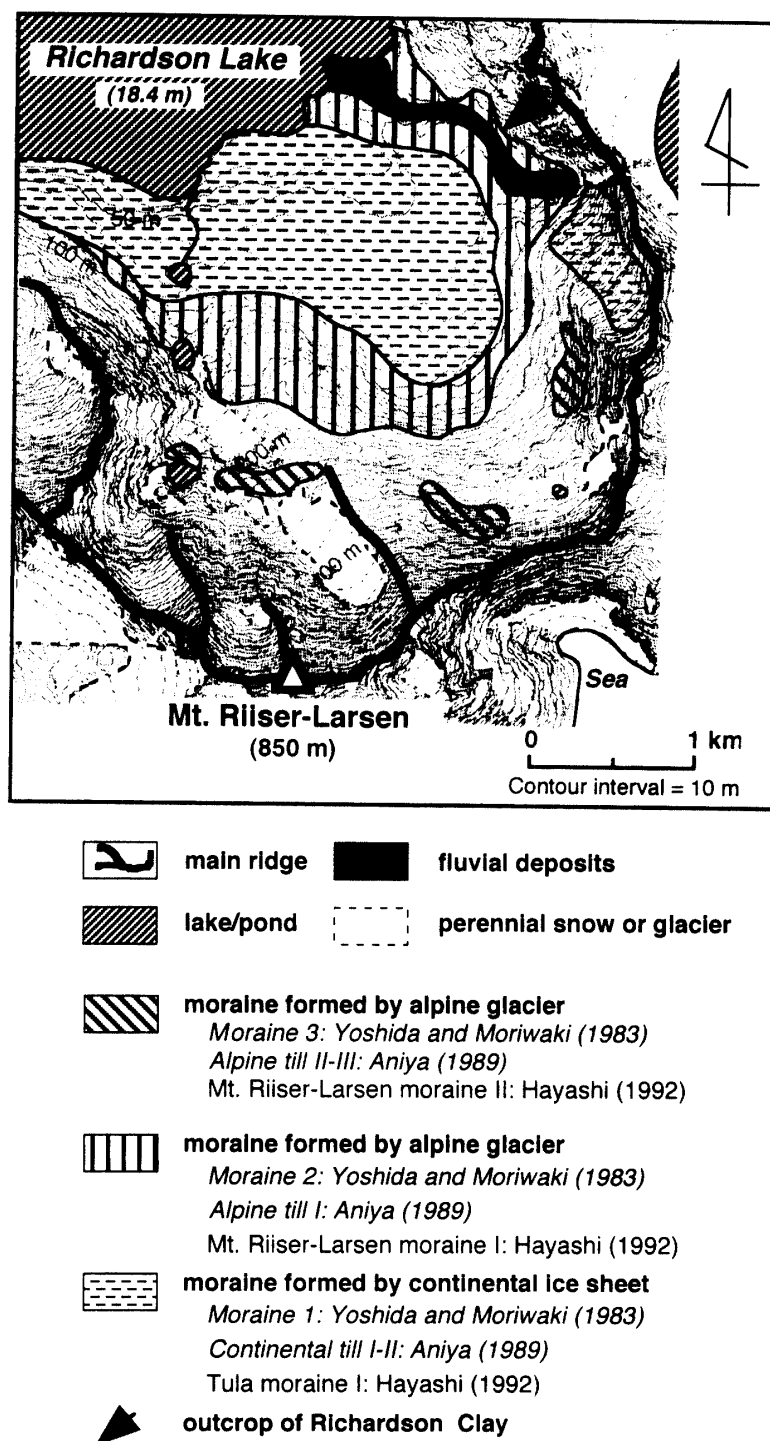 Richardson Lake
(18.4 m)
50 m
100 m
00 m
00 m
Sea
Mt. Riiser-Larsen
(850 m)
0 1 km
Contour interval = 10 m
main ridge
fluvial deposits
lake/pond
perennial snow or glacier
moraine formed by alpine glacier
Moraine 3: Yoshida and Moriwaki (1983)
Alpine till II-III: Aniya (1989)
Mt. Riiser-Larsen moraine II: Hayashi (1992)
moraine formed by alpine glacier
Moraine 2: Yoshida and Moriwaki (1983)
Alpine till I: Aniya (1989)
Mt. Riiser-Larsen moraine I: Hayashi (1992)
moraine formed by continental ice sheet
Moraine 1: Yoshida and Moriwaki (1983)
Continental till I-II: Aniya (1989)
Tula moraine I: Hayashi (1992)
outcrop of Richardson Clay